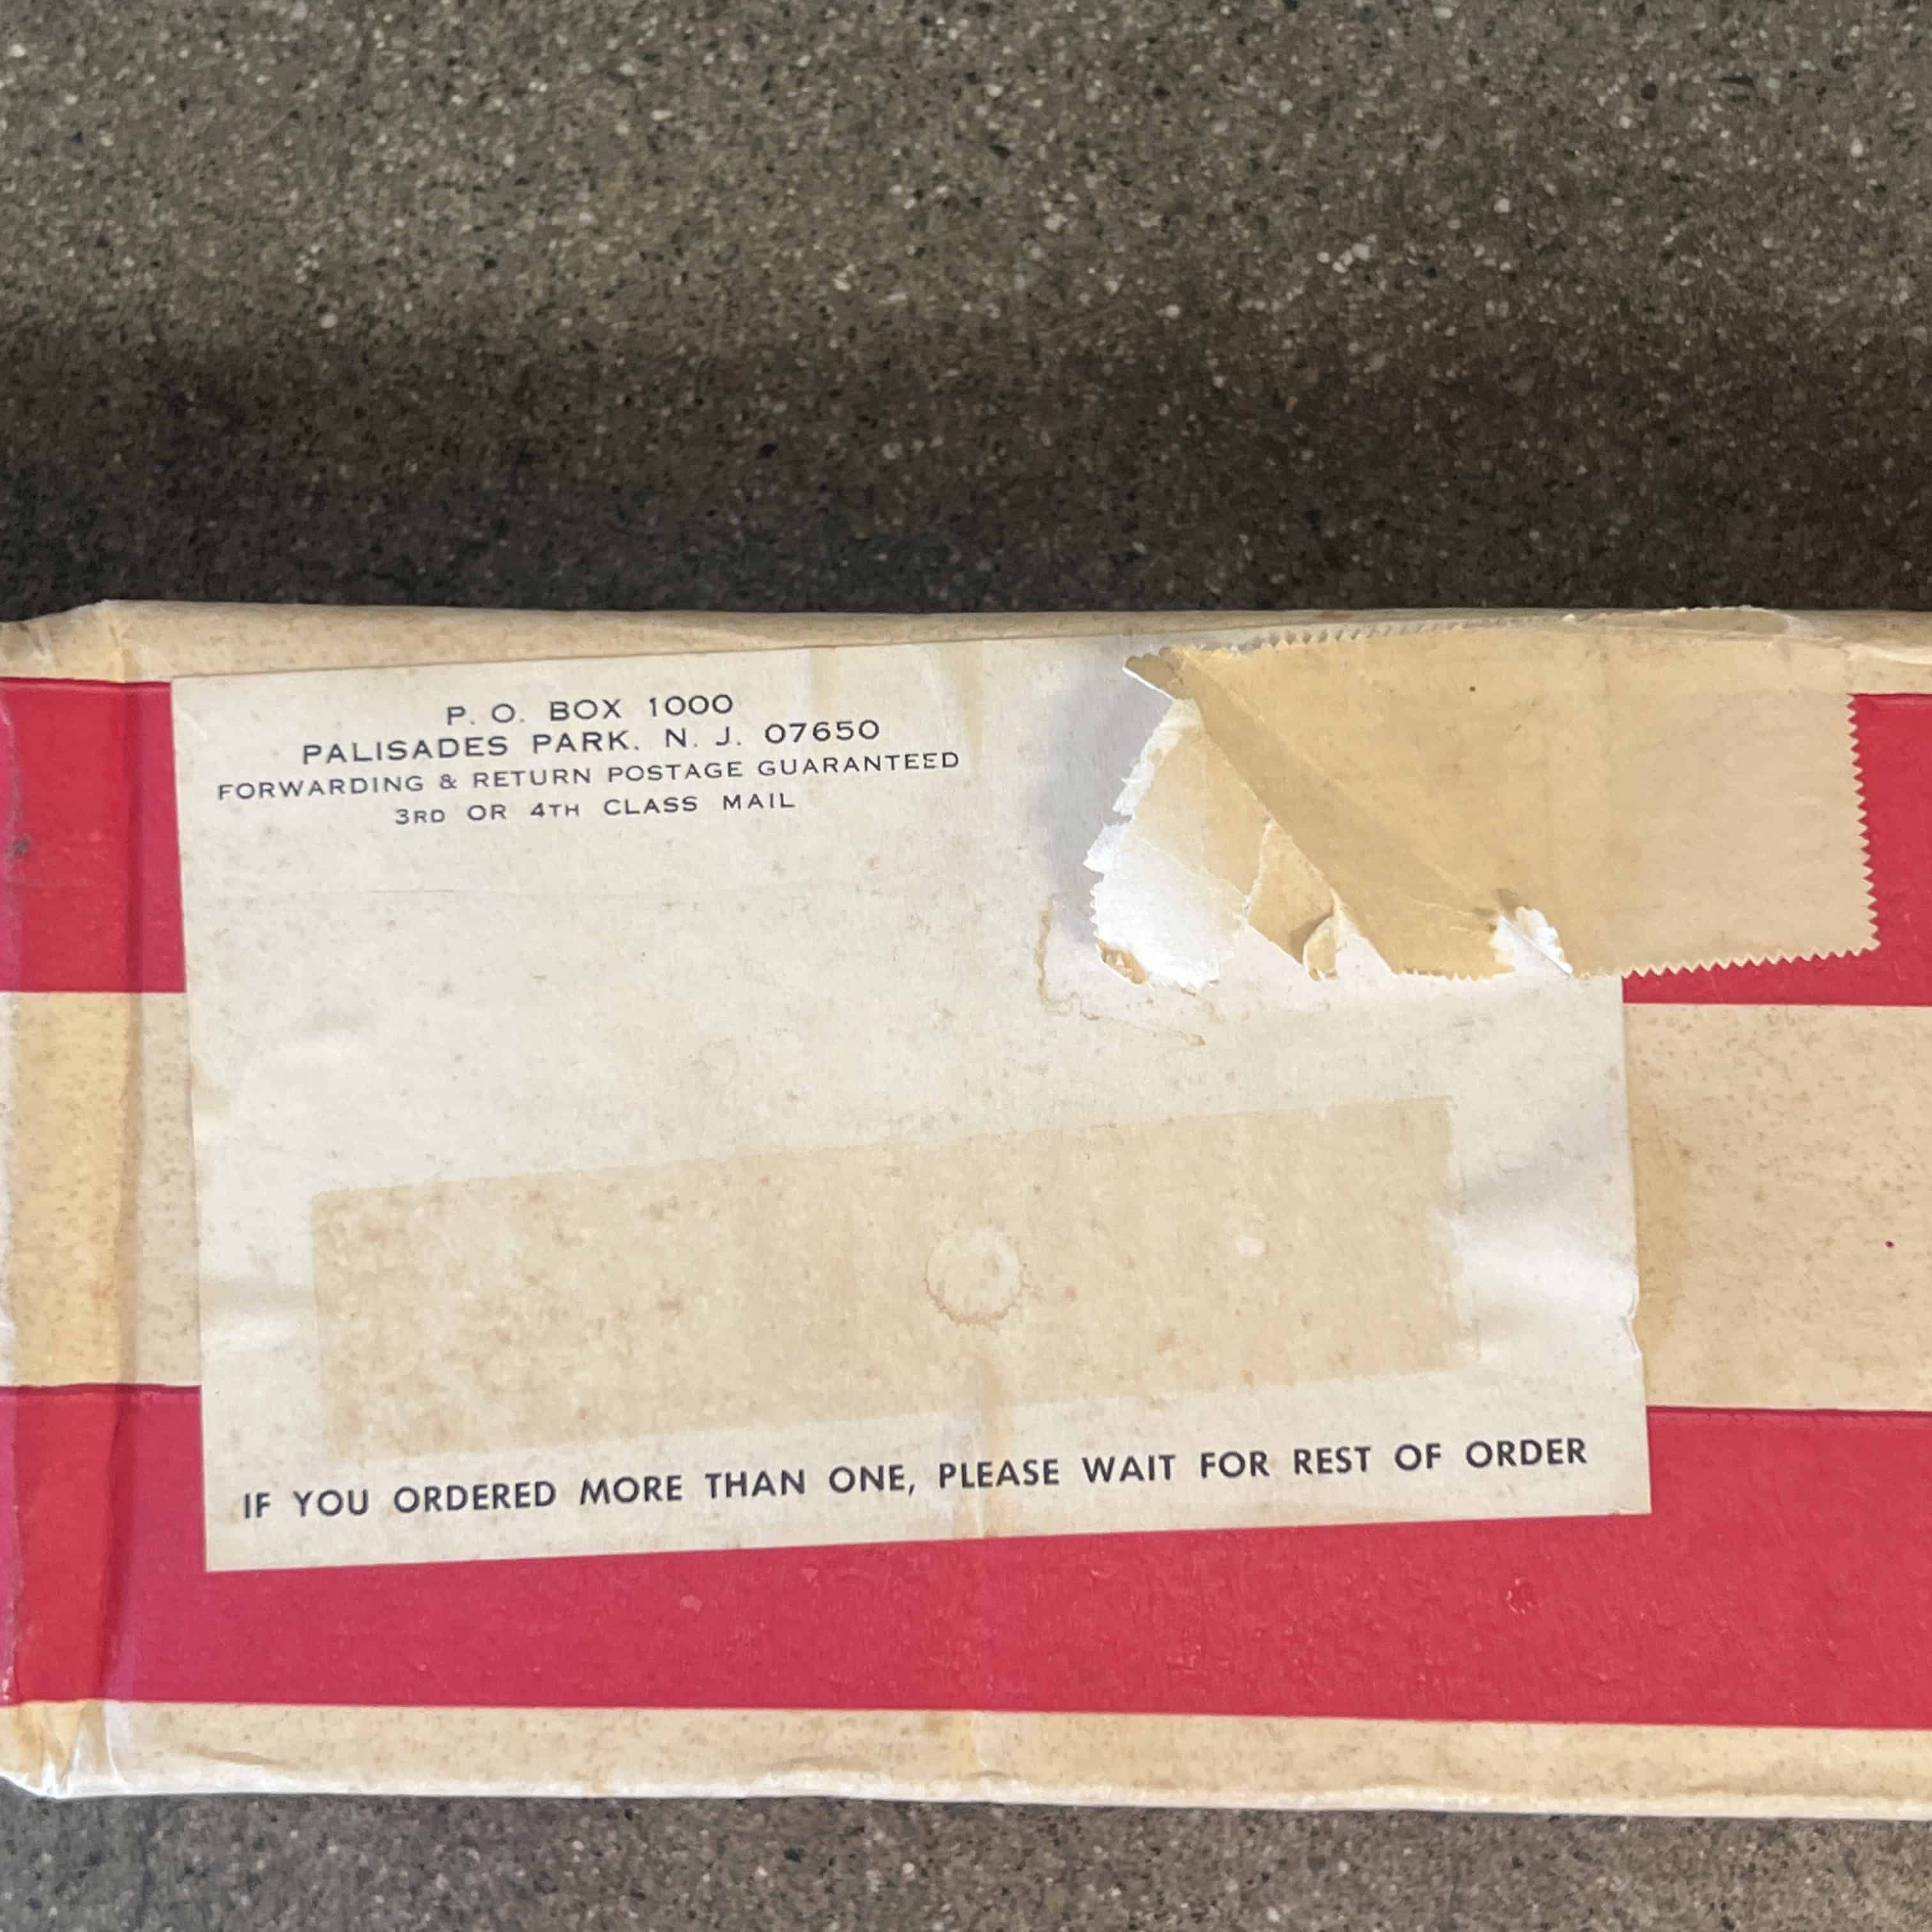 P. O. BOX 1000
PALISADES PARK. N. J. 07650
FORWARDING & RETURN POSTAGE GUARANTEED
3RD OR 4TH CLASS MAIL
IF YOU ORDERED MORE THAN ONE, PLEASE WAIT FOR REST OF ORDER